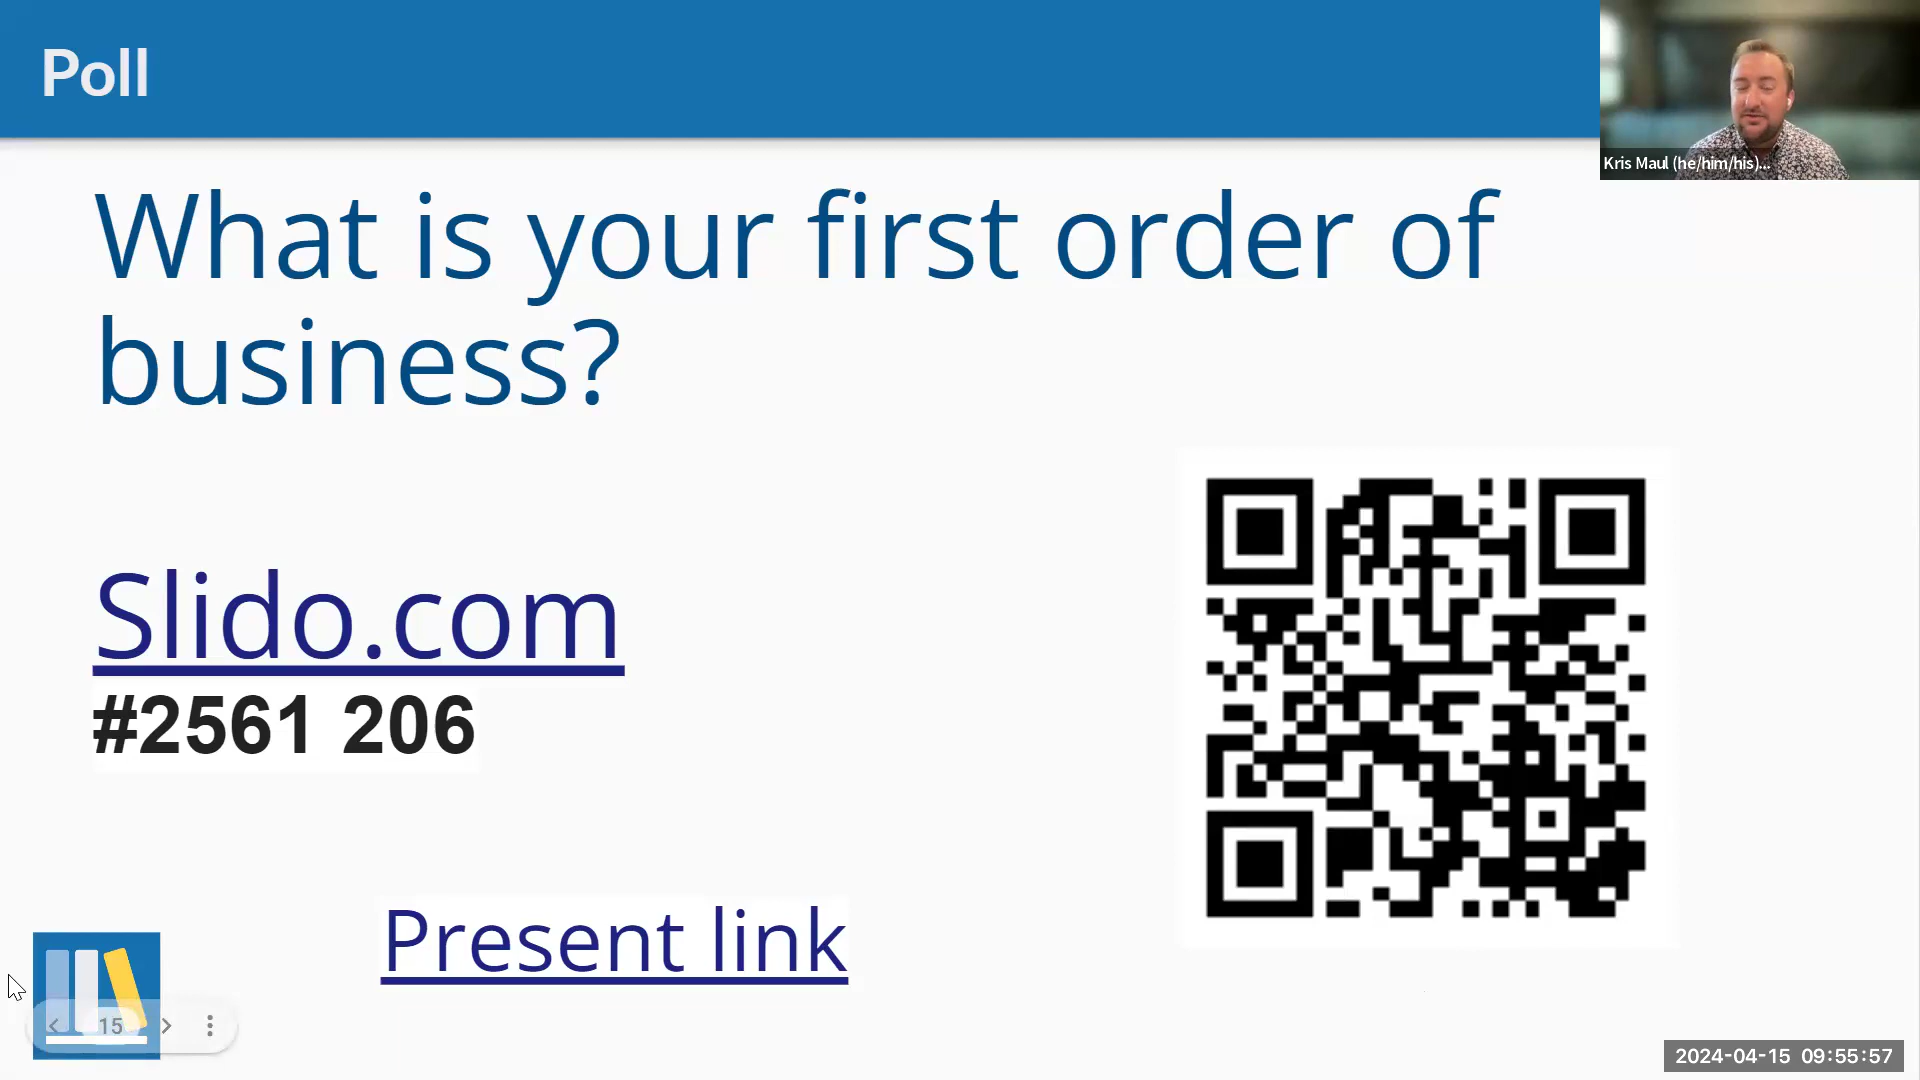 Poll
Kris Maul (he/him/his)...
What is your first order of
business?
Slido.com
#2561 206
Present link
15
2024-04-15 09:55:57